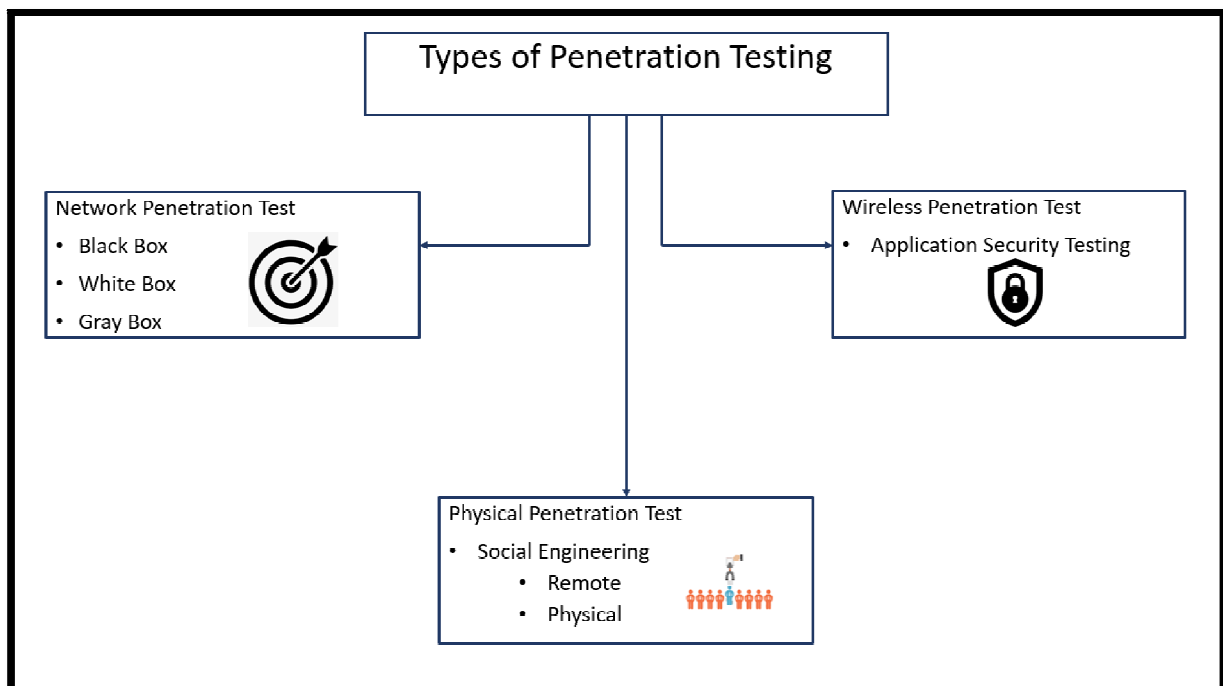 Types of Penetration Testing
Network Penetration Test
• Black Box
• White Box
• Gray Box
Wireless Penetration Test
• Application Security Testing
Physical Penetration Test
• Social Engineering
• Remote
• Physical